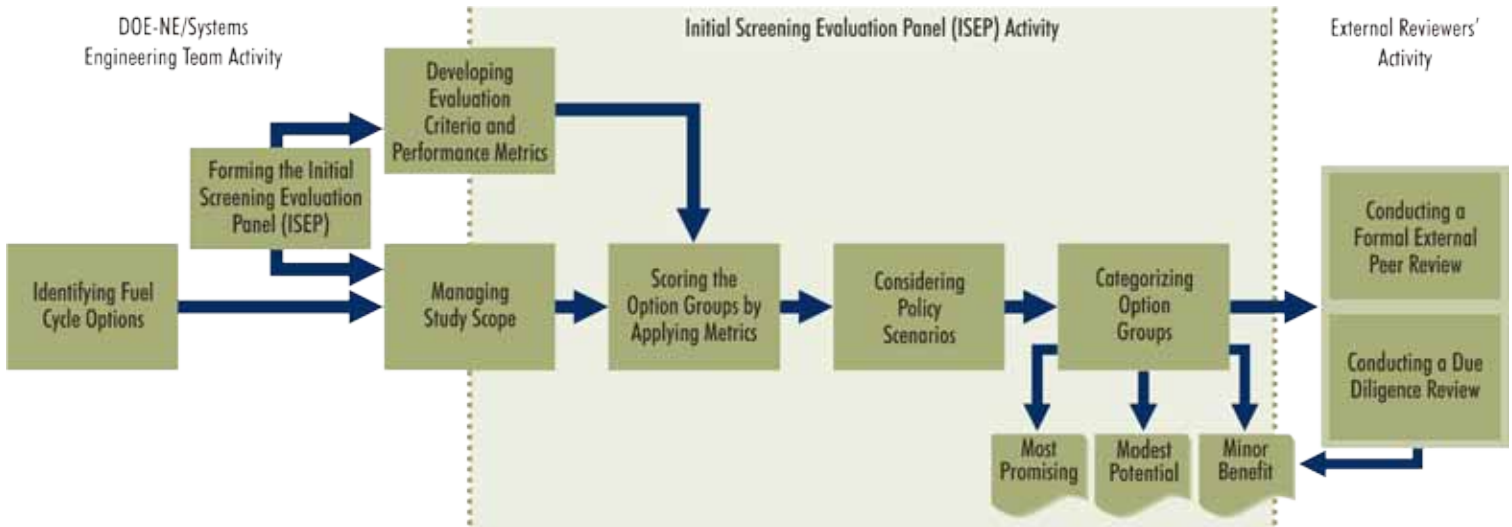 DOE-NE/Systems
Engineering Team Activity
Initial Screening Evaluation Panel (ISEP) Activity
External Reviewers'
Activity
Developing
Evaluation
Criteria and
Performance Metrics
Forming the Initial
Screening Evaluation
Panel (ISEP)
Identifying Fuel
Cycle Options
Managing
Study Scope
Scoring the
Option Groups by
Applying Metrics
Considering
Policy
Scenarios
Categorizing
Option
Groups
Conducting a
Formal External
Peer Review
Conducting a Due
Diligence Review
Most
Promising
Modest
Potential
Minor
Benefit